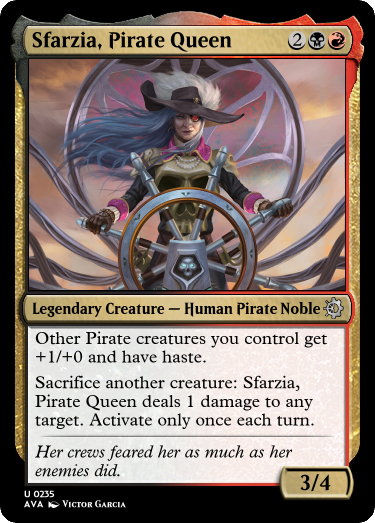 Sfarzia, Pirate Queen 2
Legendary Creature — Human Pirate Noble
Other Pirate creatures you control get
+1/+0 and have haste.
Sacrifice another creature: Sfarzia,
Pirate Queen deals 1 damage to any
target. Activate only once each turn.
Her crews feared her as much as her
enemies did.
3/4
U 0235
AVA Victor Garcia